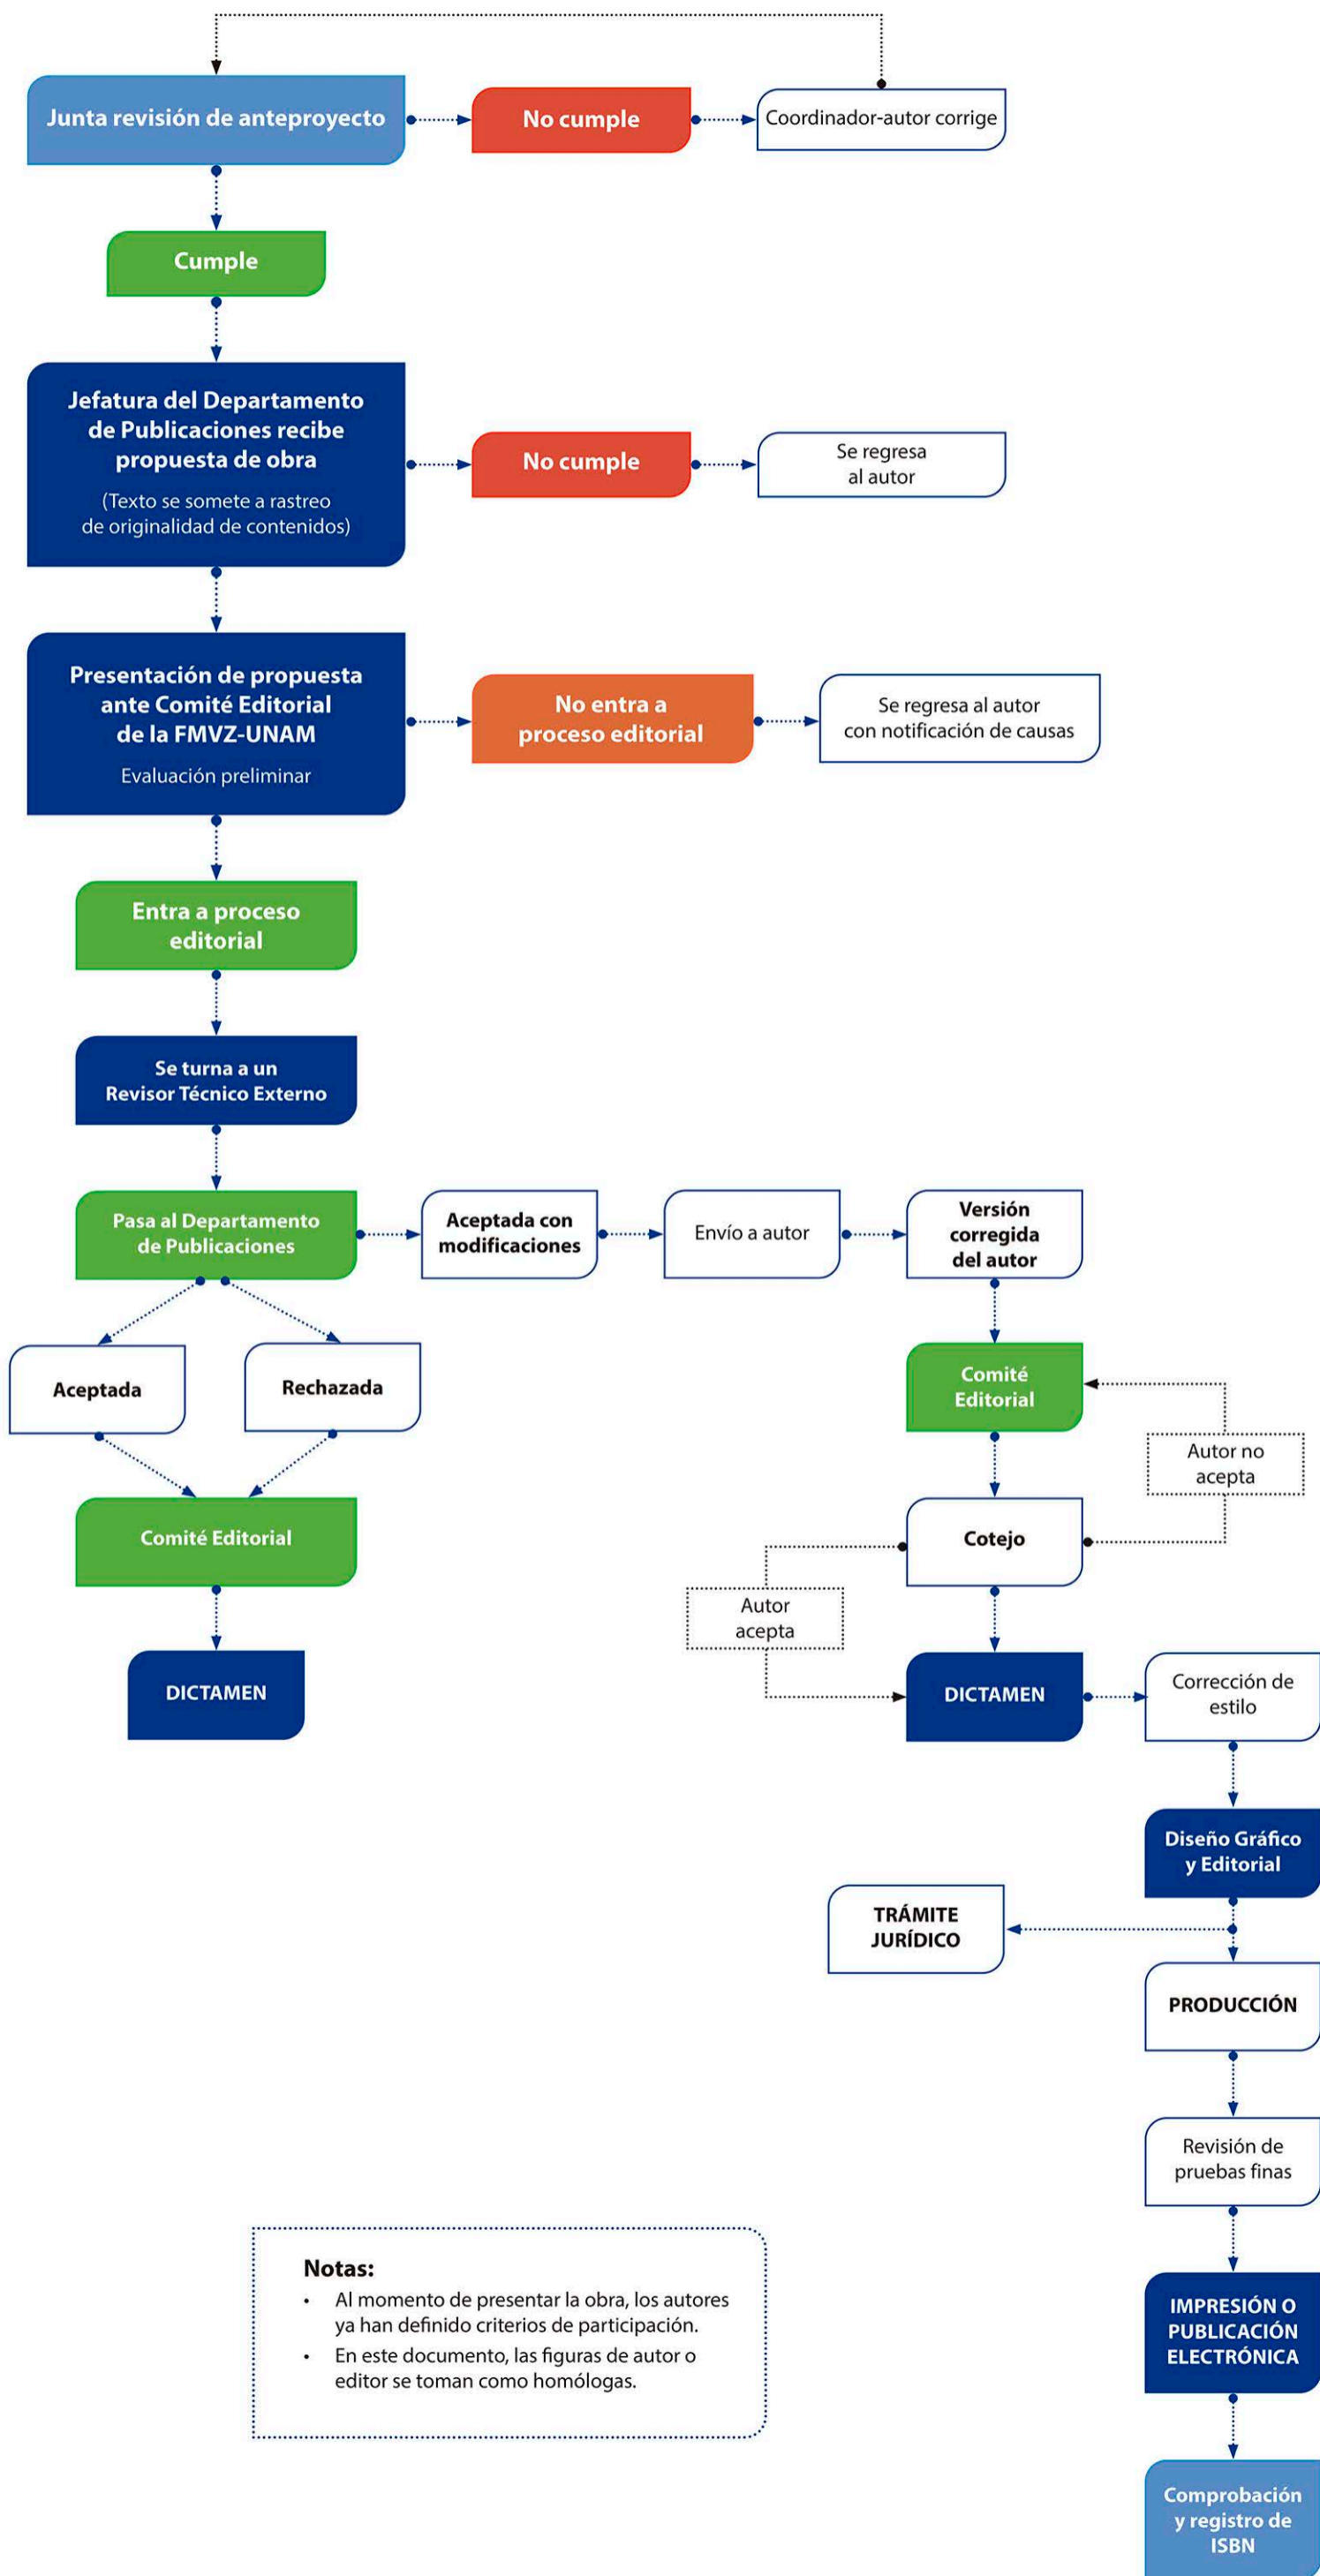 Junta revisión de anteproyecto
No cumple
Coordinador-autor corrige
Cumple
Jefatura del Departamento
de Publicaciones recibe
propuesta de obra
(Texto se somete a rastreo
de originalidad de contenidos)
No cumple
Se regresa
al autor
Presentación de propuesta
ante Comité Editorial
de la FMVZ-UNAM
Evaluación preliminar
No entra a
proceso editorial
Se regresa al autor
con notificación de causas
Entra a proceso
editorial
Se turna a un
Revisor Técnico Externo
Pasa al Departamento
de Publicaciones
Aceptada con
modificaciones
Envío a autor
Versión
corregida
del autor
Aceptada
Rechazada
Comité Editorial
DICTAMEN
Comité
Editorial
Autor no
acepta
Cotejo
Autor
acepta
DICTAMEN
Corrección de
estilo
Diseño Gráfico
y Editorial
TRÁMITE
JURÍDICO
PRODUCCIÓN
Revisión de
pruebas finas
IMPRESIÓN O
PUBLICACIÓN
ELECTRÓNICA
Comprobación
y registro de
ISBN
Notas:
• Al momento de presentar la obra, los autores
ya han definido criterios de participación.
• En este documento, las figuras de autor o
editor se toman como homólogas.